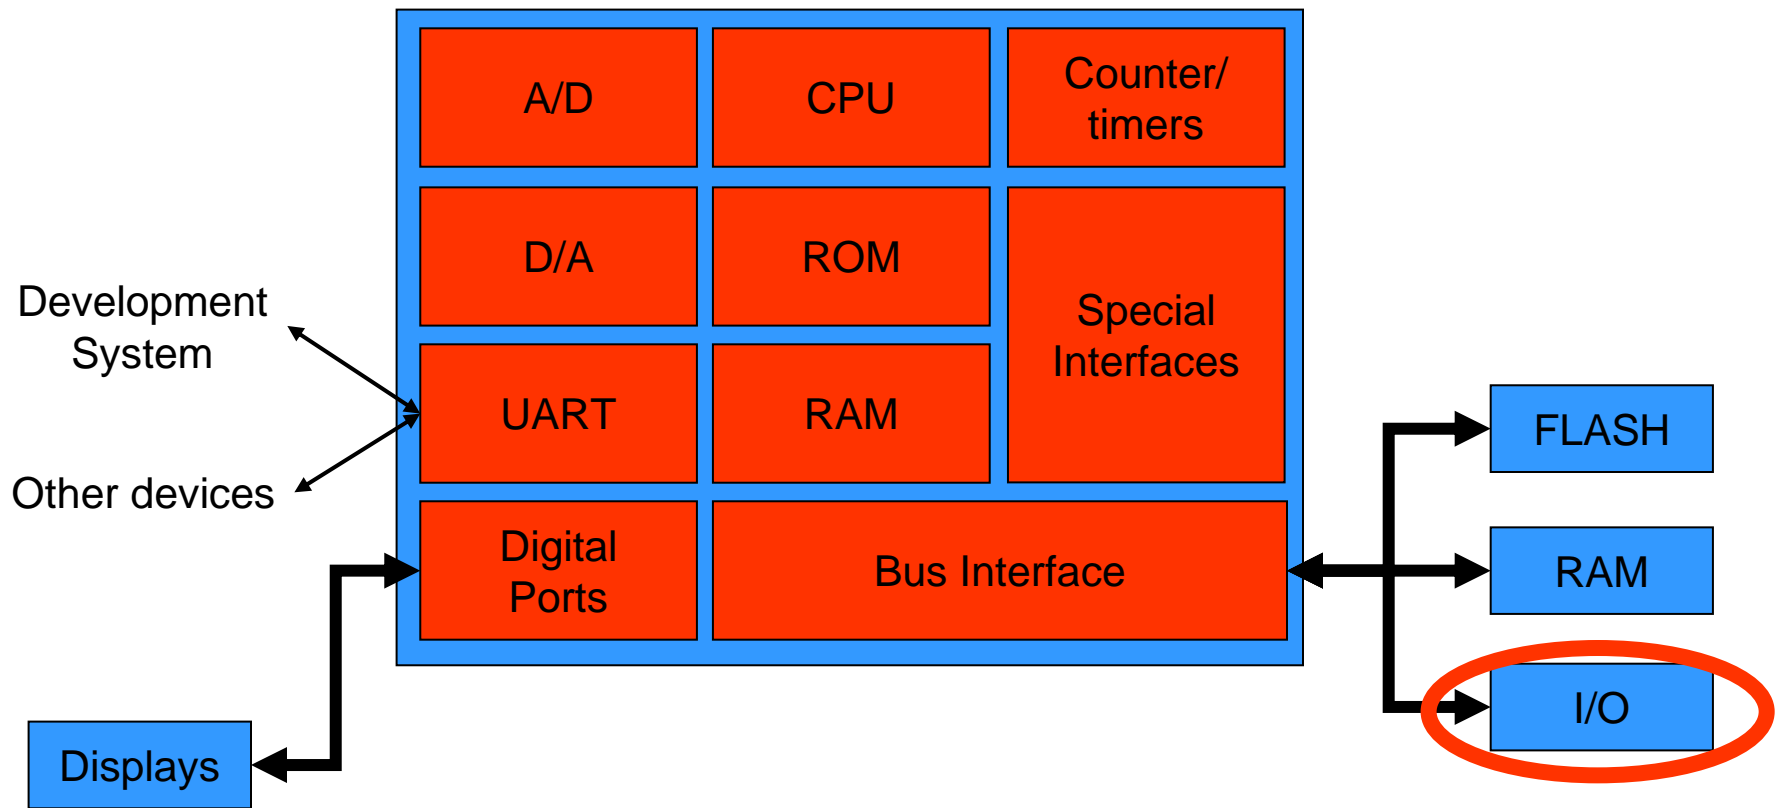 A/D
CPU
Counter/
timers
D/A
ROM
Special
Interfaces
Development
System
UART
RAM
Other devices
Digital
Ports
Bus Interface
FLASH
RAM
I/O
Displays